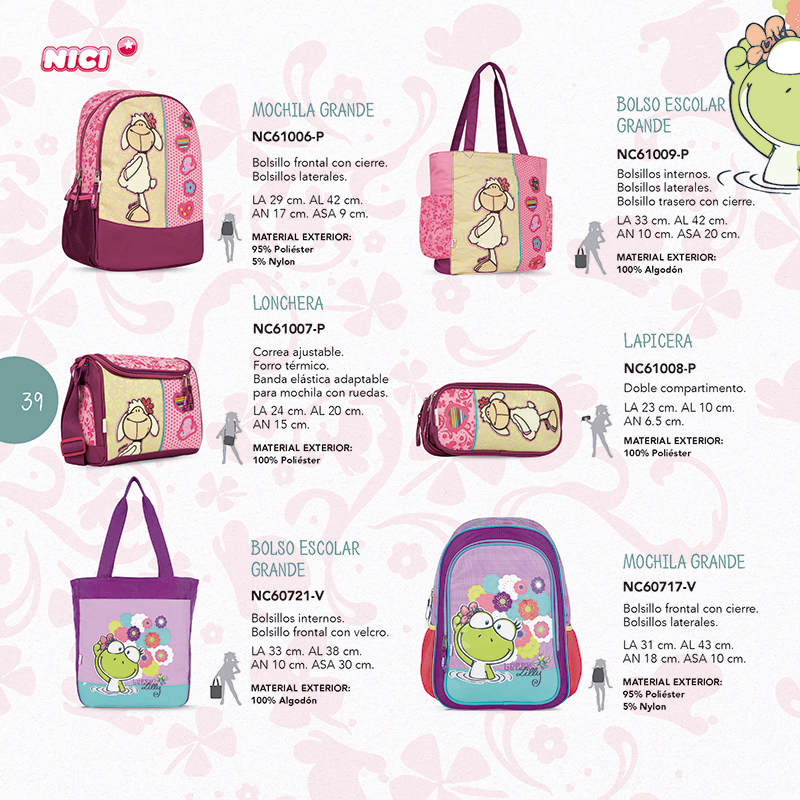 NICI
MOCHILA GRANDE
NC61006-P
Bolsillo frontal con cierre.
Bolsillos laterales.
LA 29 cm. AL 42 cm.
AN 17 cm. ASA 9 cm.
MATERIAL EXTERIOR:
95% Poliéster
5% Nylon
BOLSO ESCOLAR
GRANDE
NC61009-P
Bolsillos internos.
Bolsillos laterales.
Bolsillo trasero con cierre.
LA 33 cm. AL 42 cm.
AN 10 cm. ASA 20 cm.
MATERIAL EXTERIOR:
100% Algodón
LONCHERA
NC61007-P
Correa ajustable.
Forro térmico.
Banda elástica adaptable
para mochila con ruedas.
LA 24 cm. AL 20 cm.
AN 15 cm.
MATERIAL EXTERIOR:
100% Poliéster
LAPICERA
NC61008-P
Doble compartimento.
LA 23 cm. AL 10 cm.
AN 6.5 cm.
MATERIAL EXTERIOR:
100% Poliéster
39
BOLSO ESCOLAR
GRANDE
NC60721-V
Bolsillos internos.
Bolsillo frontal con velcro.
LA 33 cm. AL 38 cm.
AN 10 cm. ASA 30 cm.
MATERIAL EXTERIOR:
100% Algodón
Lilly
MOCHILA GRANDE
NC60717-V
Bolsillo frontal con cierre.
Bolsillos laterales.
LA 31 cm. AL 43 cm.
AN 18 cm. ASA 10 cm.
MATERIAL EXTERIOR:
95% Poliéster
5% Nylon
Lilly